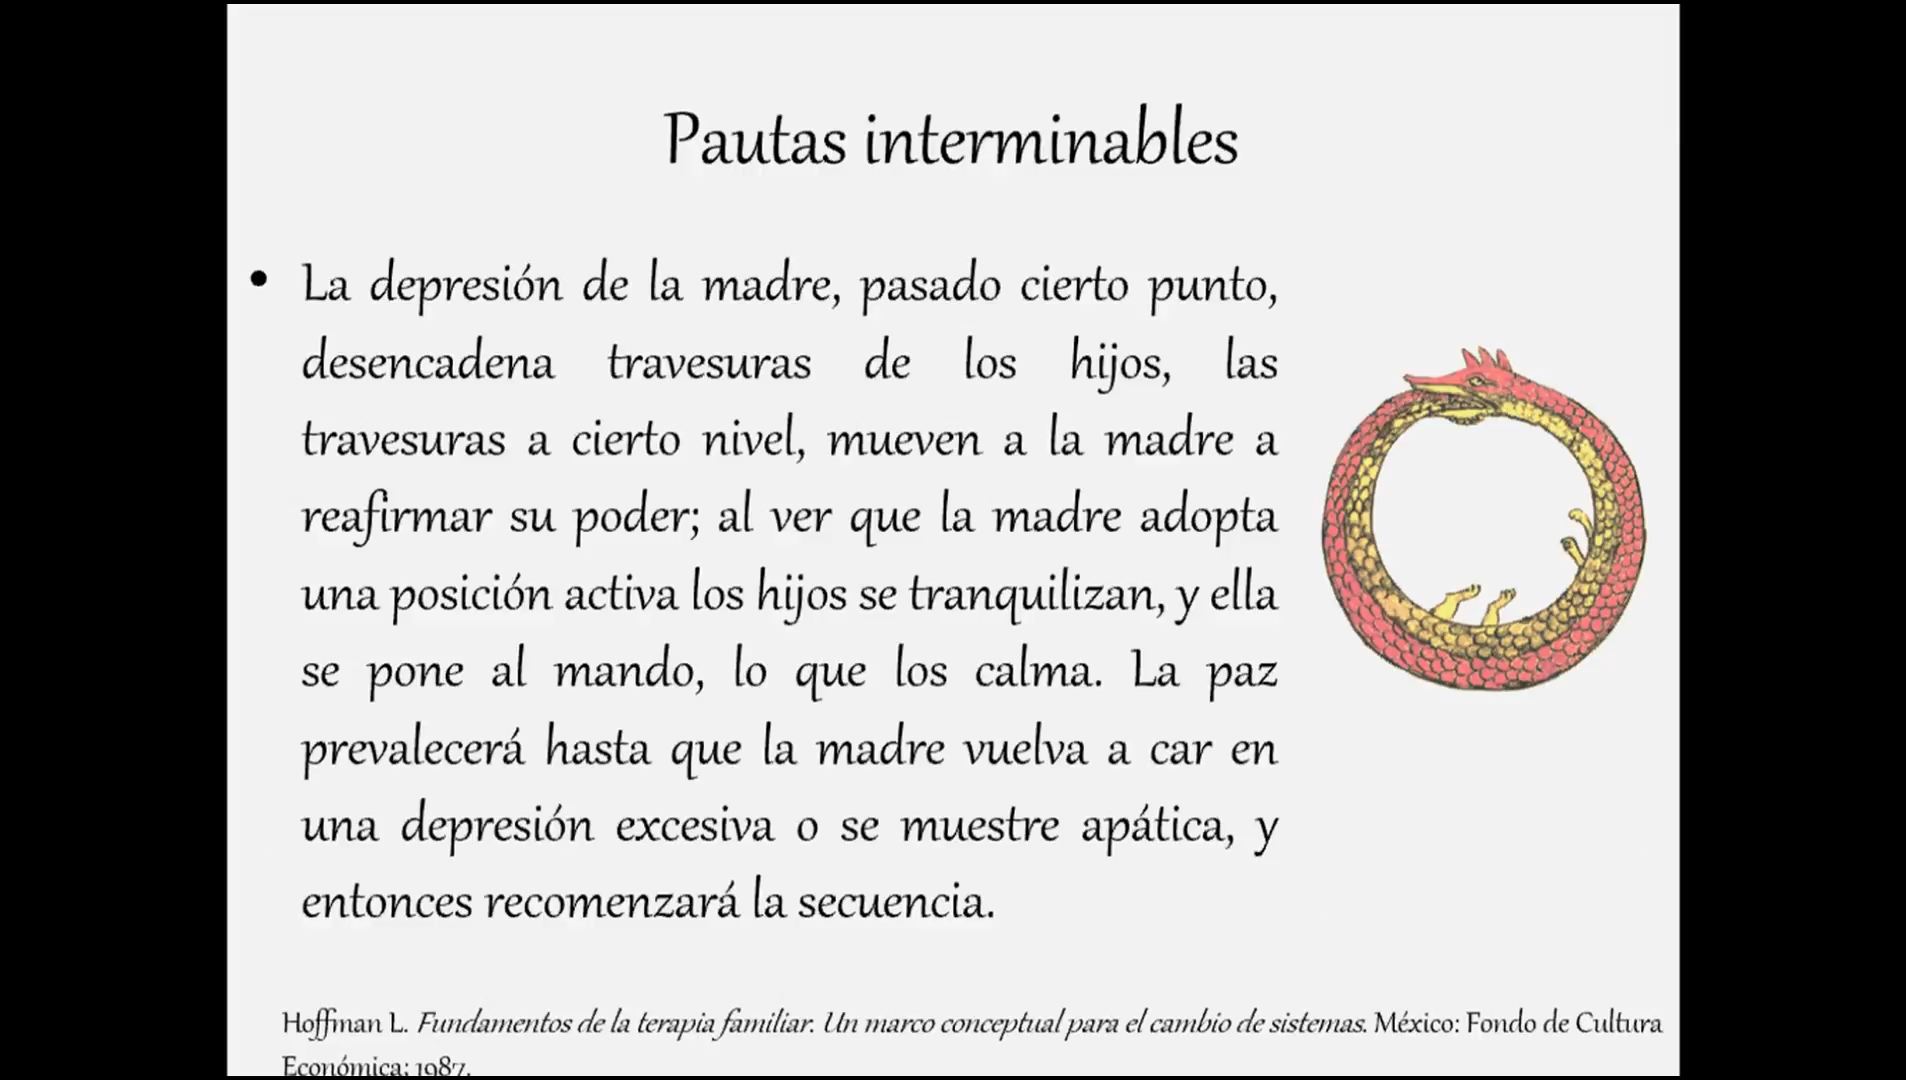 Pautas interminables
• La depresión de la madre, pasado cierto punto,
desencadena travesuras de los hijos, las
travesuras a cierto nivel, mueven a la madre a
reafirmar su poder; al ver que la madre adopta
una posición activa los hijos se tranquilizan, y ella
se pone al mando, lo que los calma. La paz
prevalecerá hasta que la madre vuelva a car en
una depresión excesiva o se muestre apática, y
entonces recomenzará la secuencia.
Hoffman L. Fundamentos de la terapia familiar. Un marco conceptual para el cambio de sistemas. México: Fondo de Cultura
Económica; 1987.